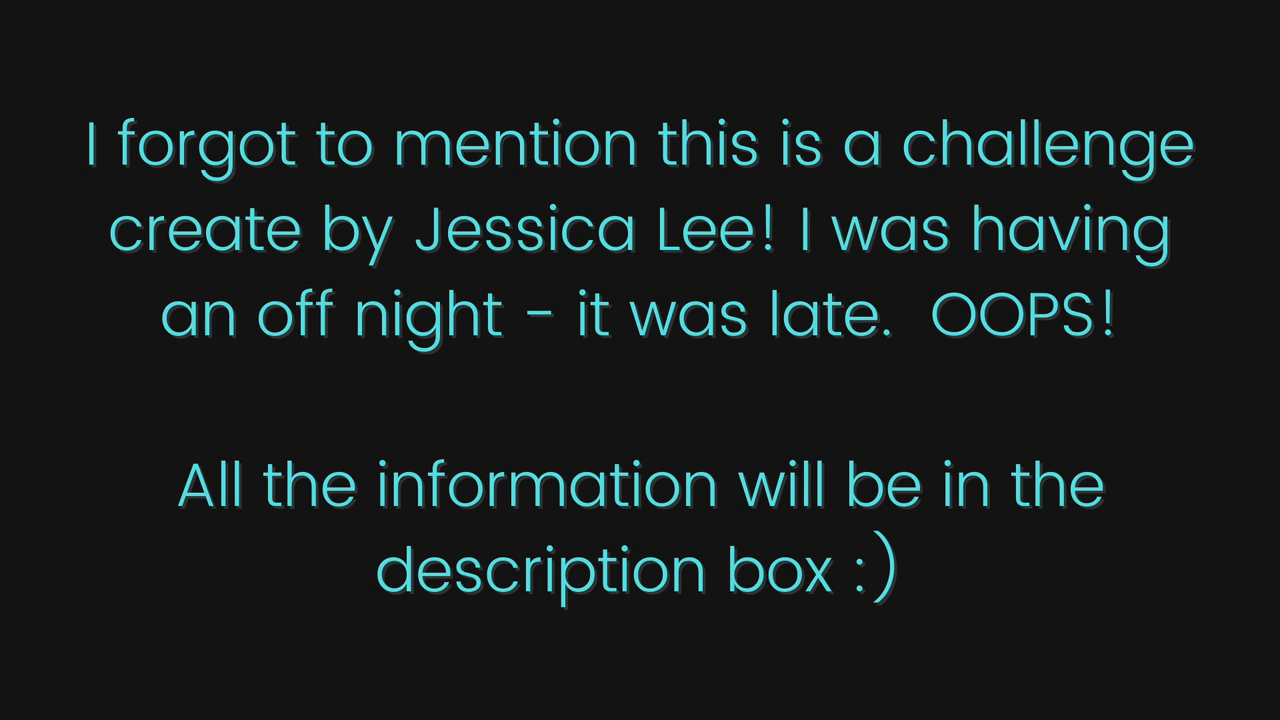 I forgot to mention this is a challenge
create by Jessica Lee! I was having
an off night - it was late.  OOPS!
All the information will be in the
description box :)